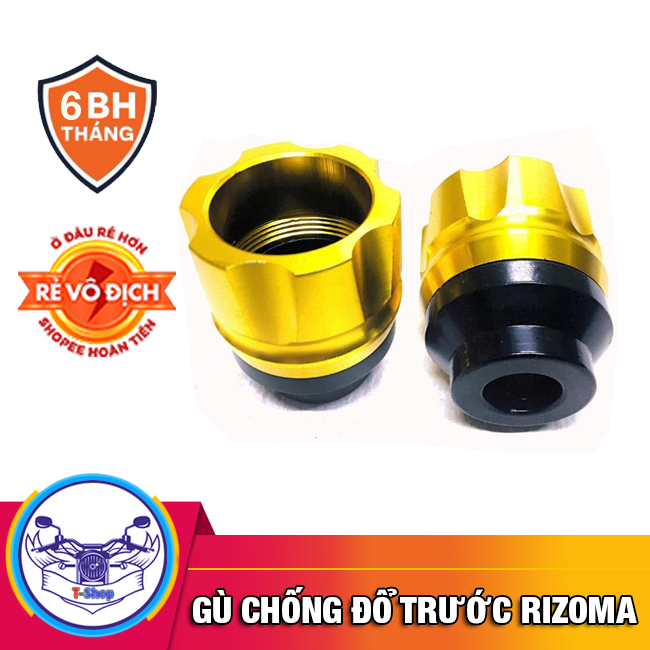 6 BH
THÁNG
Ở ĐÂU RẺ HƠN
RẺ VÔ ĐỊCH
SHOPEE HOÀN TIỀN
T-Shop
GÙ CHỐNG ĐỔ TRƯỚC RIZOMA